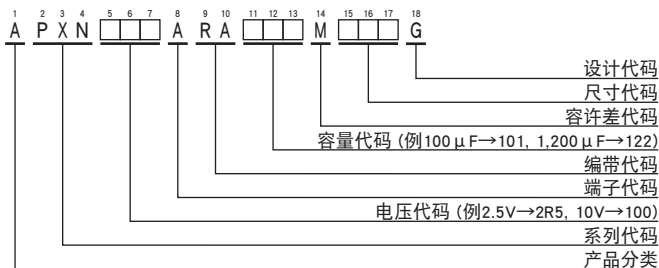 1 2 3 4 5 6 7 8 9 10 11 12 13 14 15 16 17 18
A P X N □□□ A R A □□□ M □□□ G
设计代码
尺寸代码
容许差代码
容量代码 (例100μF→101, 1,200μF→122)
编带代码
端子代码
电压代码 (例2.5V→2R5, 10V→100)
系列代码
产品分类